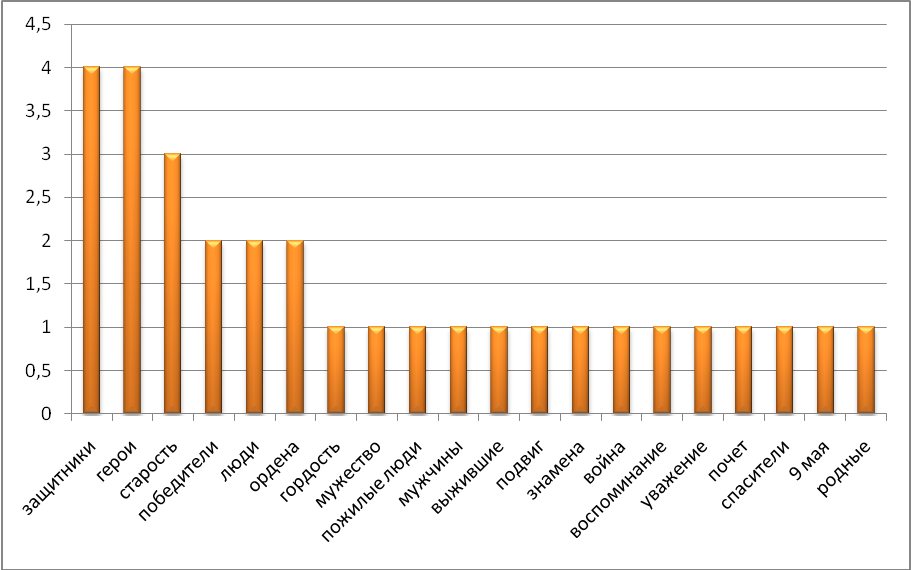 4,5
4
3,5
3
2,5
2
1,5
1
0,5
0
защитники
герои
старость
победители
люди
ордена
гордость
мужество
пожилые люди
мужчины
выжившие
подвиг
знамена
война
воспоминание
уважение
почет
спасители
9 мая
родные